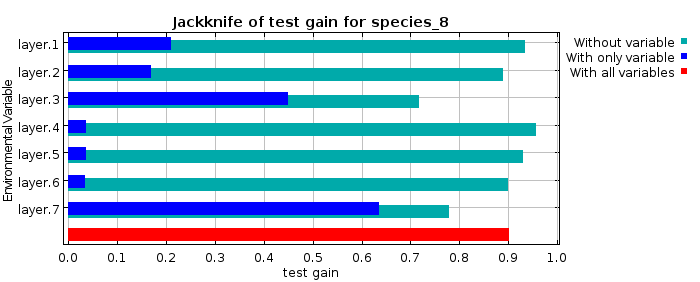 Jackknife of test gain for species_8
Without variable
With only variable
With all variables
Environmental Variable
layer.1
layer.2
layer.3
layer.4
layer.5
layer.6
layer.7
0.0 0.1 0.2 0.3 0.4 0.5 0.6 0.7 0.8 0.9 1.0
test gain